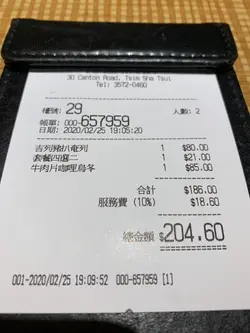 30 Canton Road, Tsim Sha Tsui
Tel: 3572-0460
檯號: 29 人數: 2
帳單: 000-657959
日期: 2020/02/25 19:05:20
吉列豬扒奄列 1 $80.00
套餐四選二 1 $21.00
牛肉片咖喱烏冬 1 $85.00
合計 $186.00
服務費 (10%) $18.60
總金額 $204.60
001-2020/02/25 19:09:52 000-657959 [1]